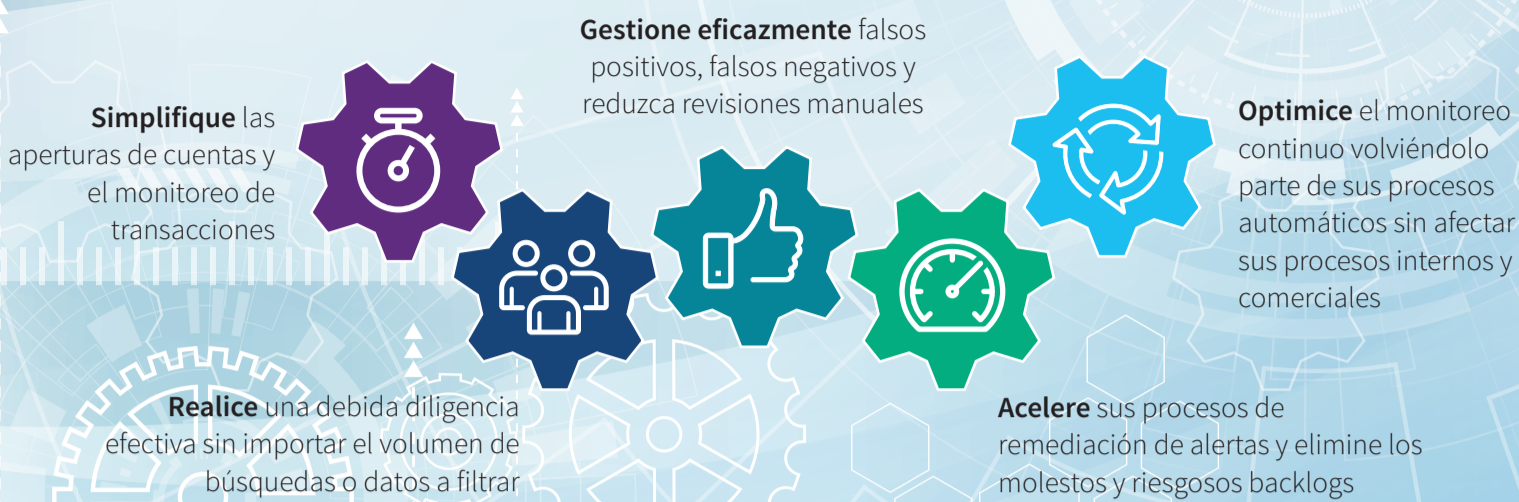 Simplifique las
aperturas de cuentas y
el monitoreo de
transacciones
Realice una debida diligencia
efectiva sin importar el volumen de
búsquedas o datos a filtrar
Gestione eficazmente falsos
positivos, falsos negativos y
reduzca revisiones manuales
Acelere sus procesos de
remediación de alertas y elimine los
molestos y riesgosos backlogs
Optimice el monitoreo
continuo volviéndolo
parte de sus procesos
automáticos sin afectar
sus procesos internos y
comerciales